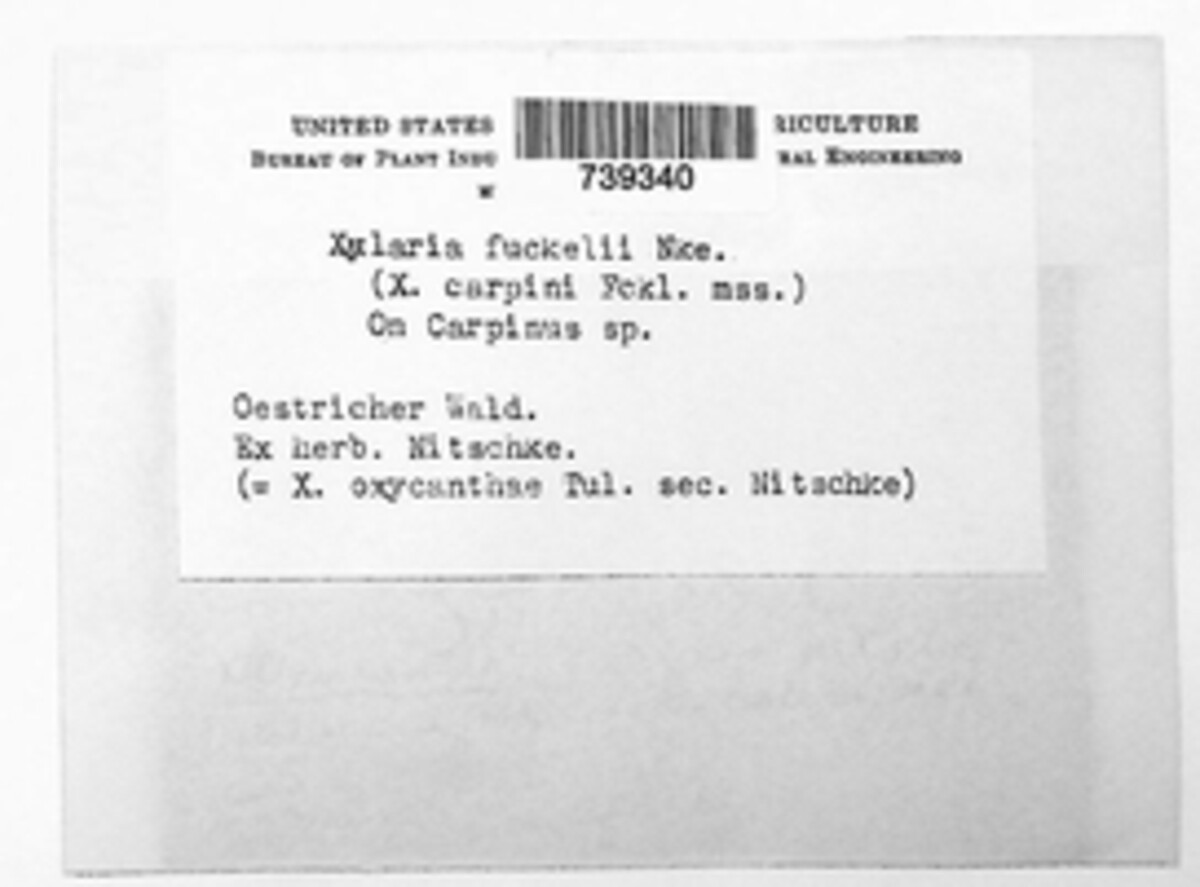 UNITED STATES RICULTURE
BUREAU OF PLANT INDU RAL ENGINEERING
739340
W
Xylaria fuckelii Nke.
(X. carpini Fckl. mss.)
On Carpinus sp.
Oestricher Wald.
Ex herb. Nitschke.
(= X. oxycanthae Tul. sec. Nitschke)